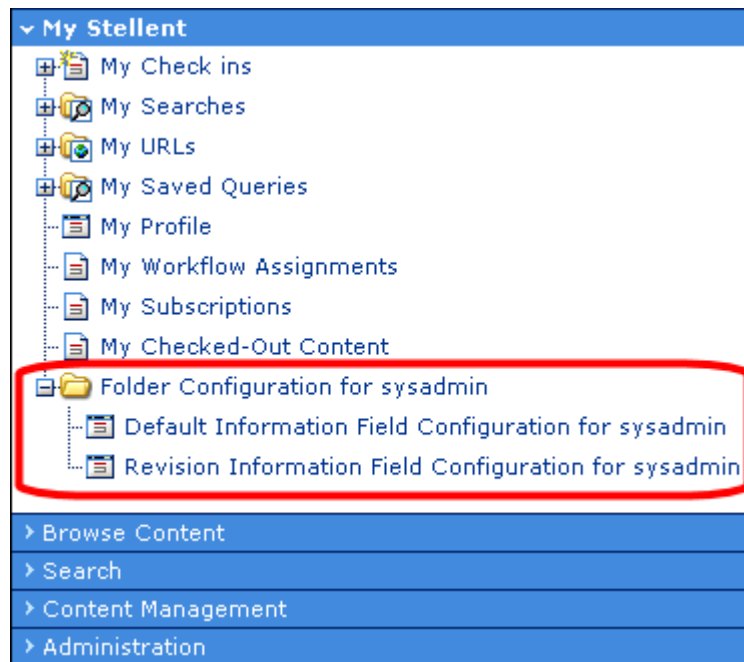 My Stellent
My Check ins
My Searches
My URLs
My Saved Queries
My Profile
My Workflow Assignments
My Subscriptions
My Checked-Out Content
Folder Configuration for sysadmin
Default Information Field Configuration for sysadmin
Revision Information Field Configuration for sysadmin
Browse Content
Search
Content Management
Administration